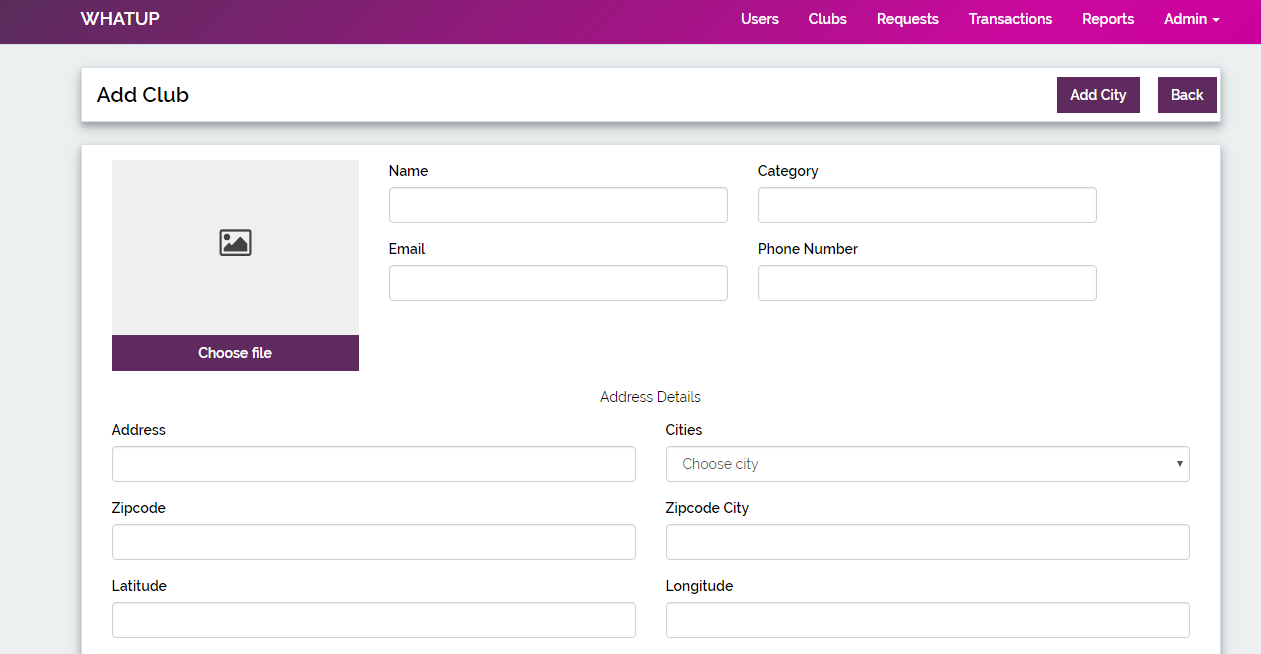 WHATUP Users Clubs Requests Transactions Reports Admin
Add Club Add City Back
Name Category
Email Phone Number
Choose file
Address Details
Address Cities
Choose city
Zipcode Zipcode City
Latitude Longitude